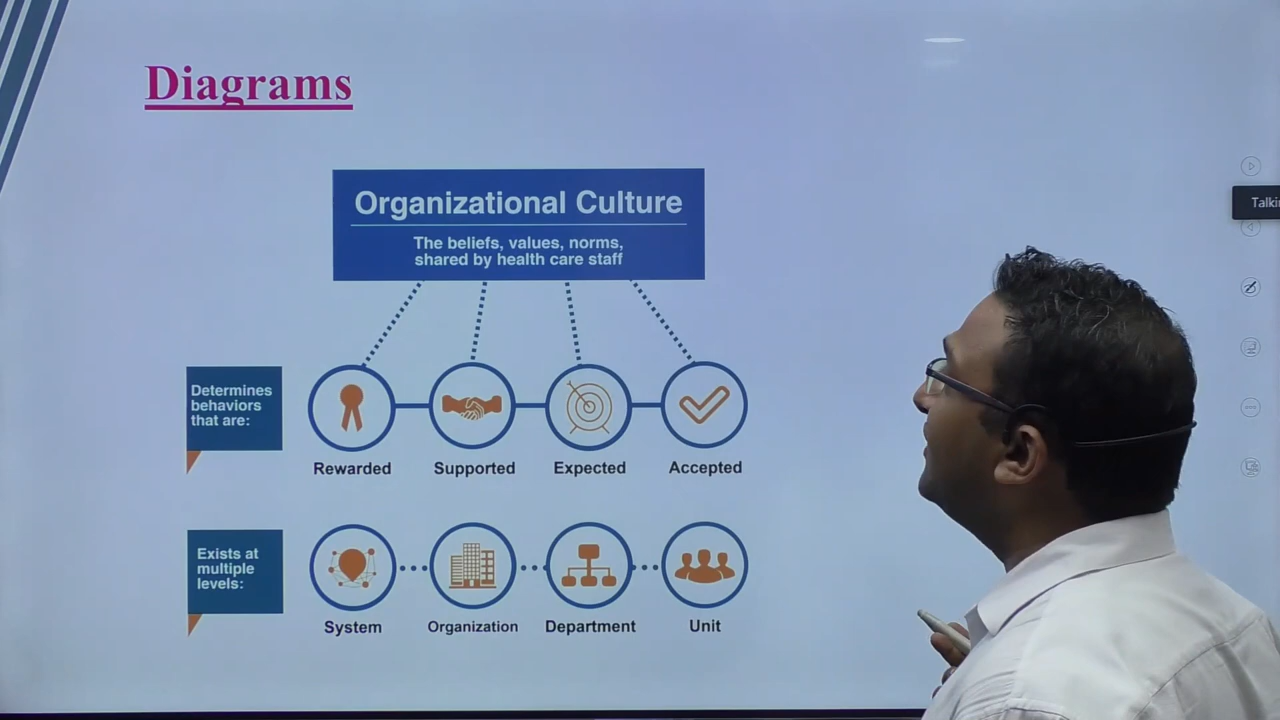 Diagrams
Organizational Culture
The beliefs, values, norms,
shared by health care staff
Determines
behaviors
that are:
Rewarded
Supported
Expected
Accepted
Exists at
multiple
levels:
System
Organization
Department
Unit
Talki